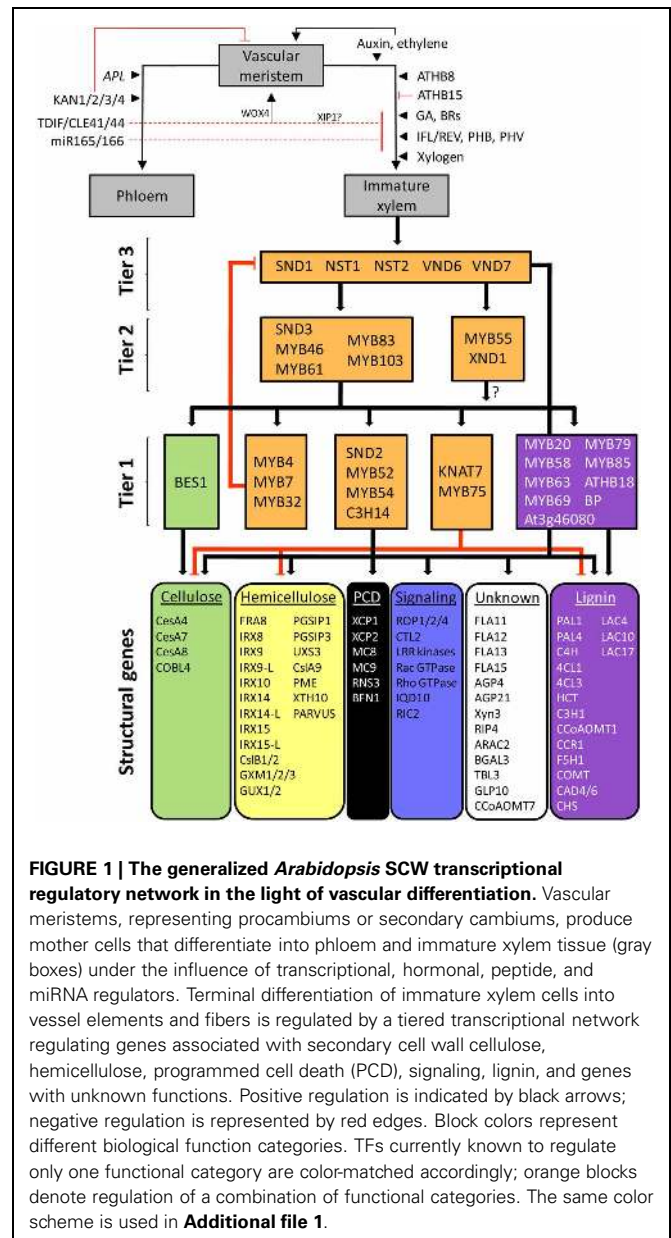 Auxin, ethylene
Vascular
meristem
APL
KAN1/2/3/4
TDIF/CLE41/44
miR165/166
WOX4
XIP1?
ATHB8
ATHB15
GA, BRs
IFL/REV, PHB, PHV
Xylogen
Phloem
Immature
xylem
Tier 3
SND1 NST1 NST2 VND6 VND7
Tier 2
SND3
MYB46
MYB61
MYB83
MYB103
MYB55
XND1
?
Tier 1
BES1
MYB4
MYB7
MYB32
SND2
MYB52
MYB54
C3H14
KNAT7
MYB75
MYB20 MYB79
MYB58 MYB85
MYB63 ATHB18
MYB69 BP
At3g46080
Structural genes
Cellulose
CesA4
CesA7
CesA8
COBL4
Hemicellulose
FRA8 PGSIP1
IRX8 PGSIP3
IRX9 UXS3
IRX9-L CslA9
IRX10 PME
IRX14 XTH10
IRX14-L PARVUS
IRX15
IRX15-L
CslB1/2
GXM1/2/3
GUX1/2
PCD
XCP1
XCP2
MC8
MC9
RNS3
BFN1
Signaling
ROP1/2/4
CTL2
LRR kinases
Rac GTPase
Rho GTPase
IQD10
RIC2
Unknown
FLA11
FLA12
FLA13
FLA15
AGP4
AGP21
Xyn3
RIP4
ARAC2
BGAL3
TBL3
GLP10
CCoAOMT7
Lignin
PAL1 LAC4
PAL4 LAC10
C4H LAC17
4CL1
4CL3
HCT
C3H1
CCoAOMT1
CCR1
F5H1
COMT
CAD4/6
CHS
FIGURE 1 | The generalized Arabidopsis SCW transcriptional
regulatory network in the light of vascular differentiation. Vascular
meristems, representing procambiums or secondary cambiums, produce
mother cells that differentiate into phloem and immature xylem tissue (gray
boxes) under the influence of transcriptional, hormonal, peptide, and
miRNA regulators. Terminal differentiation of immature xylem cells into
vessel elements and fibers is regulated by a tiered transcriptional network
regulating genes associated with secondary cell wall cellulose,
hemicellulose, programmed cell death (PCD), signaling, lignin, and genes
with unknown functions. Positive regulation is indicated by black arrows;
negative regulation is represented by red edges. Block colors represent
different biological function categories. TFs currently known to regulate
only one functional category are color-matched accordingly; orange blocks
denote regulation of a combination of functional categories. The same color
scheme is used in Additional file 1.